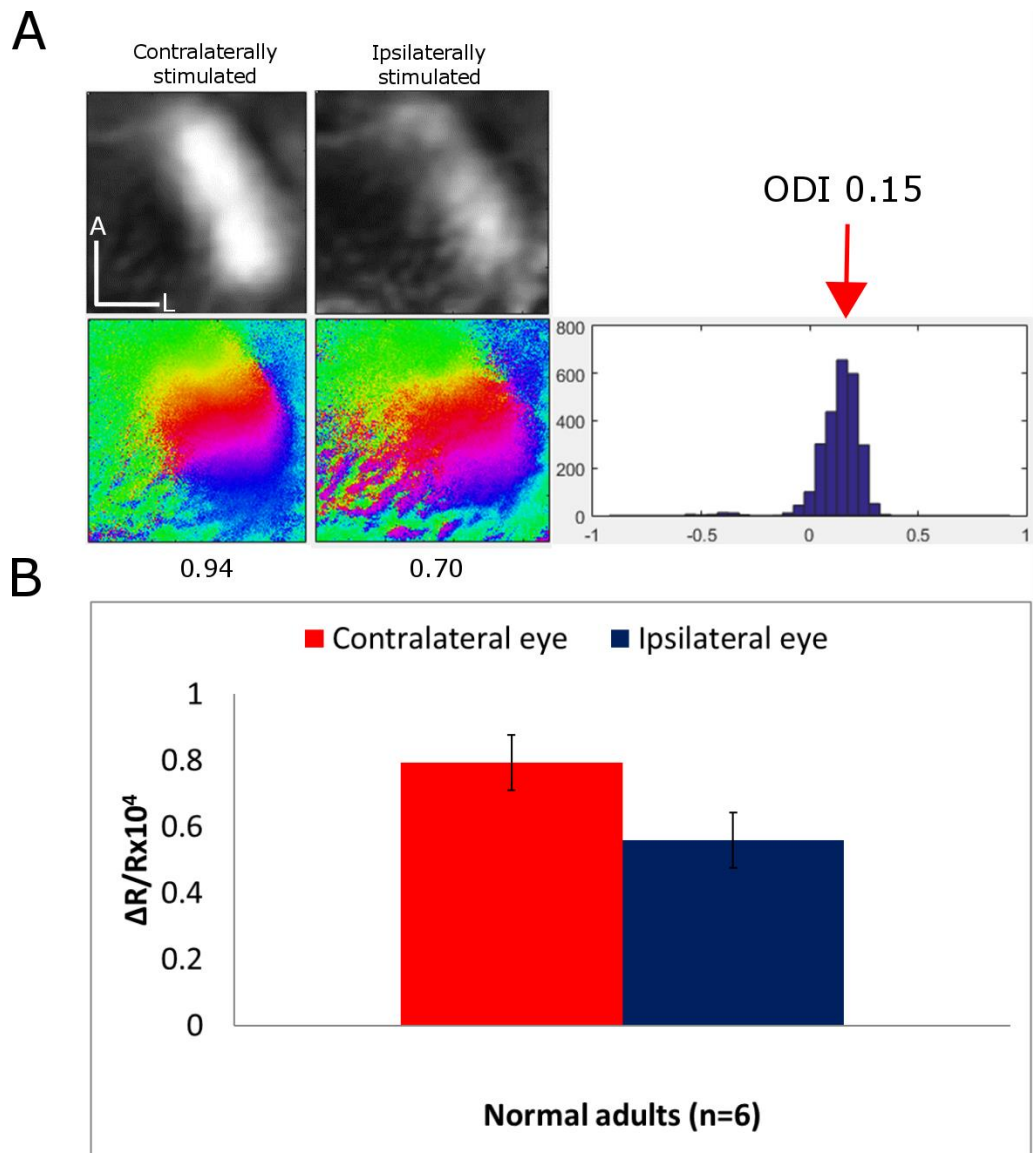 A
Contralaterally
stimulated
Ipsilaterally
stimulated
A
L
ODI 0.15
800
600
400
200
0
-1
-0.5
0
0.5
1
0.94
0.70
B
Contralateral eye
Ipsilateral eye
ΔR/Rx10⁴
1
0.8
0.6
0.4
0.2
0
Normal adults (n=6)